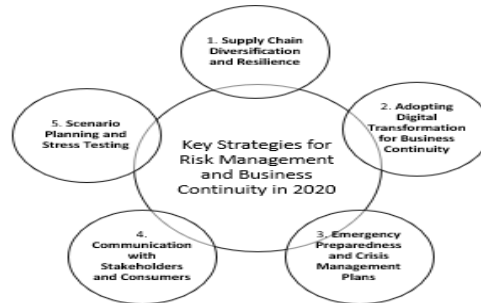 1. Supply Chain
Diversification
and Resilience
2. Adopting
Digital
Transformation
for Business
Continuity
3. Emergency
Preparedness
and Crisis
Management
Plans
4.
Communication
with
Stakeholders
and Consumers
5. Scenario
Planning and
Stress Testing
Key Strategies for
Risk Management
and Business
Continuity in 2020